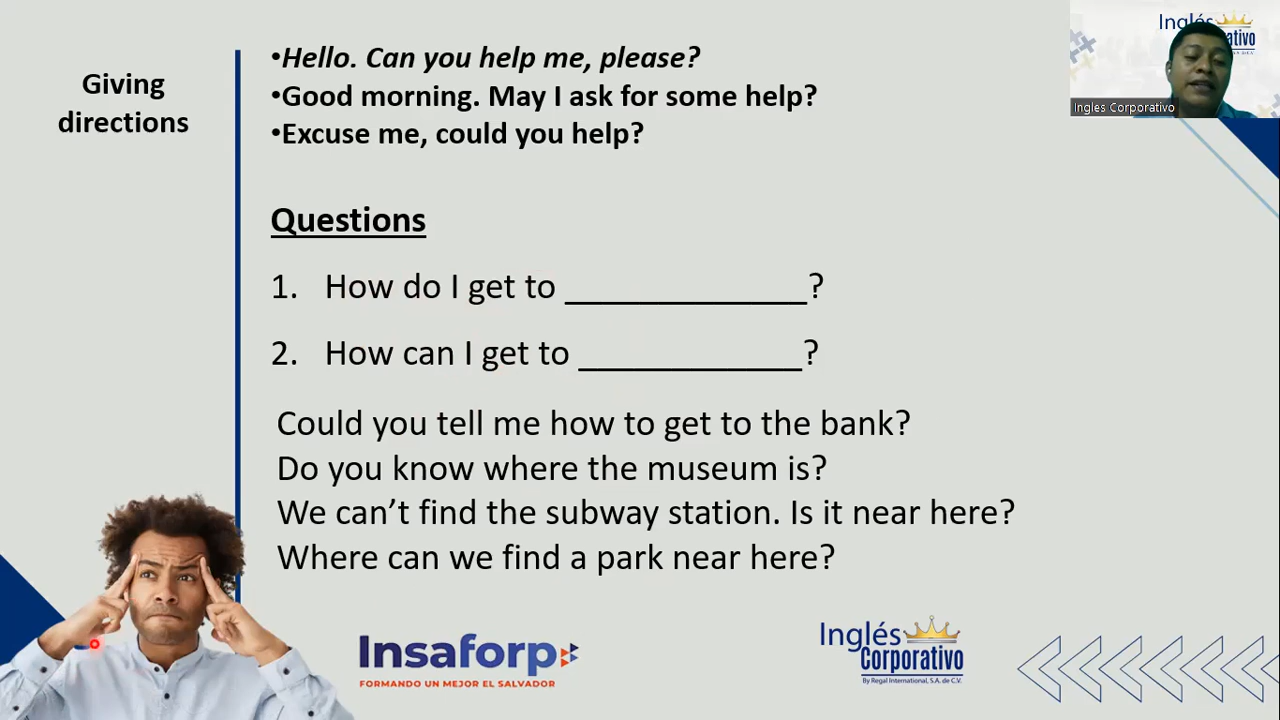 Giving
directions
•Hello. Can you help me, please?
•Good morning. May I ask for some help?
•Excuse me, could you help?
Questions
1. How do I get to _____________?
2. How can I get to ____________?
Could you tell me how to get to the bank?
Do you know where the museum is?
We can’t find the subway station. Is it near here?
Where can we find a park near here?
Insaforp
FORMANDO UN MEJOR EL SALVADOR
Inglés
Corporativo
By Regal International, S.A. de C.V.
Inglés
Ingles Corporativo